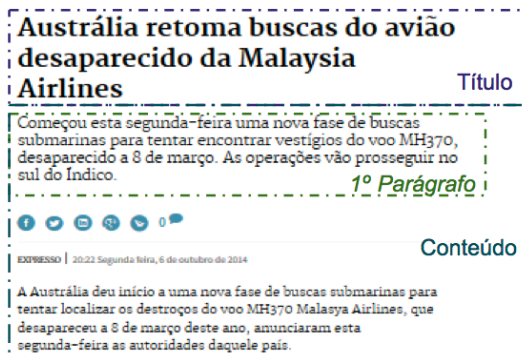 Austrália retoma buscas do avião
desaparecido da Malaysia
Airlines
Título
Começou esta segunda-feira uma nova fase de buscas
submarinas para tentar encontrar vestígios do voo MH370,
desaparecido a 8 de março. As operações vão prosseguir no
sul do Índico.
1º Parágrafo
0
Conteúdo
EXPRESSO | 20:22 Segunda feira, 6 de outubro de 2014
A Austrália deu início a uma nova fase de buscas submarinas para
tentar localizar os destroços do voo MH370 Malasya Airlines, que
desapareceu a 8 de março deste ano, anunciaram esta
segunda-feira as autoridades daquele país.